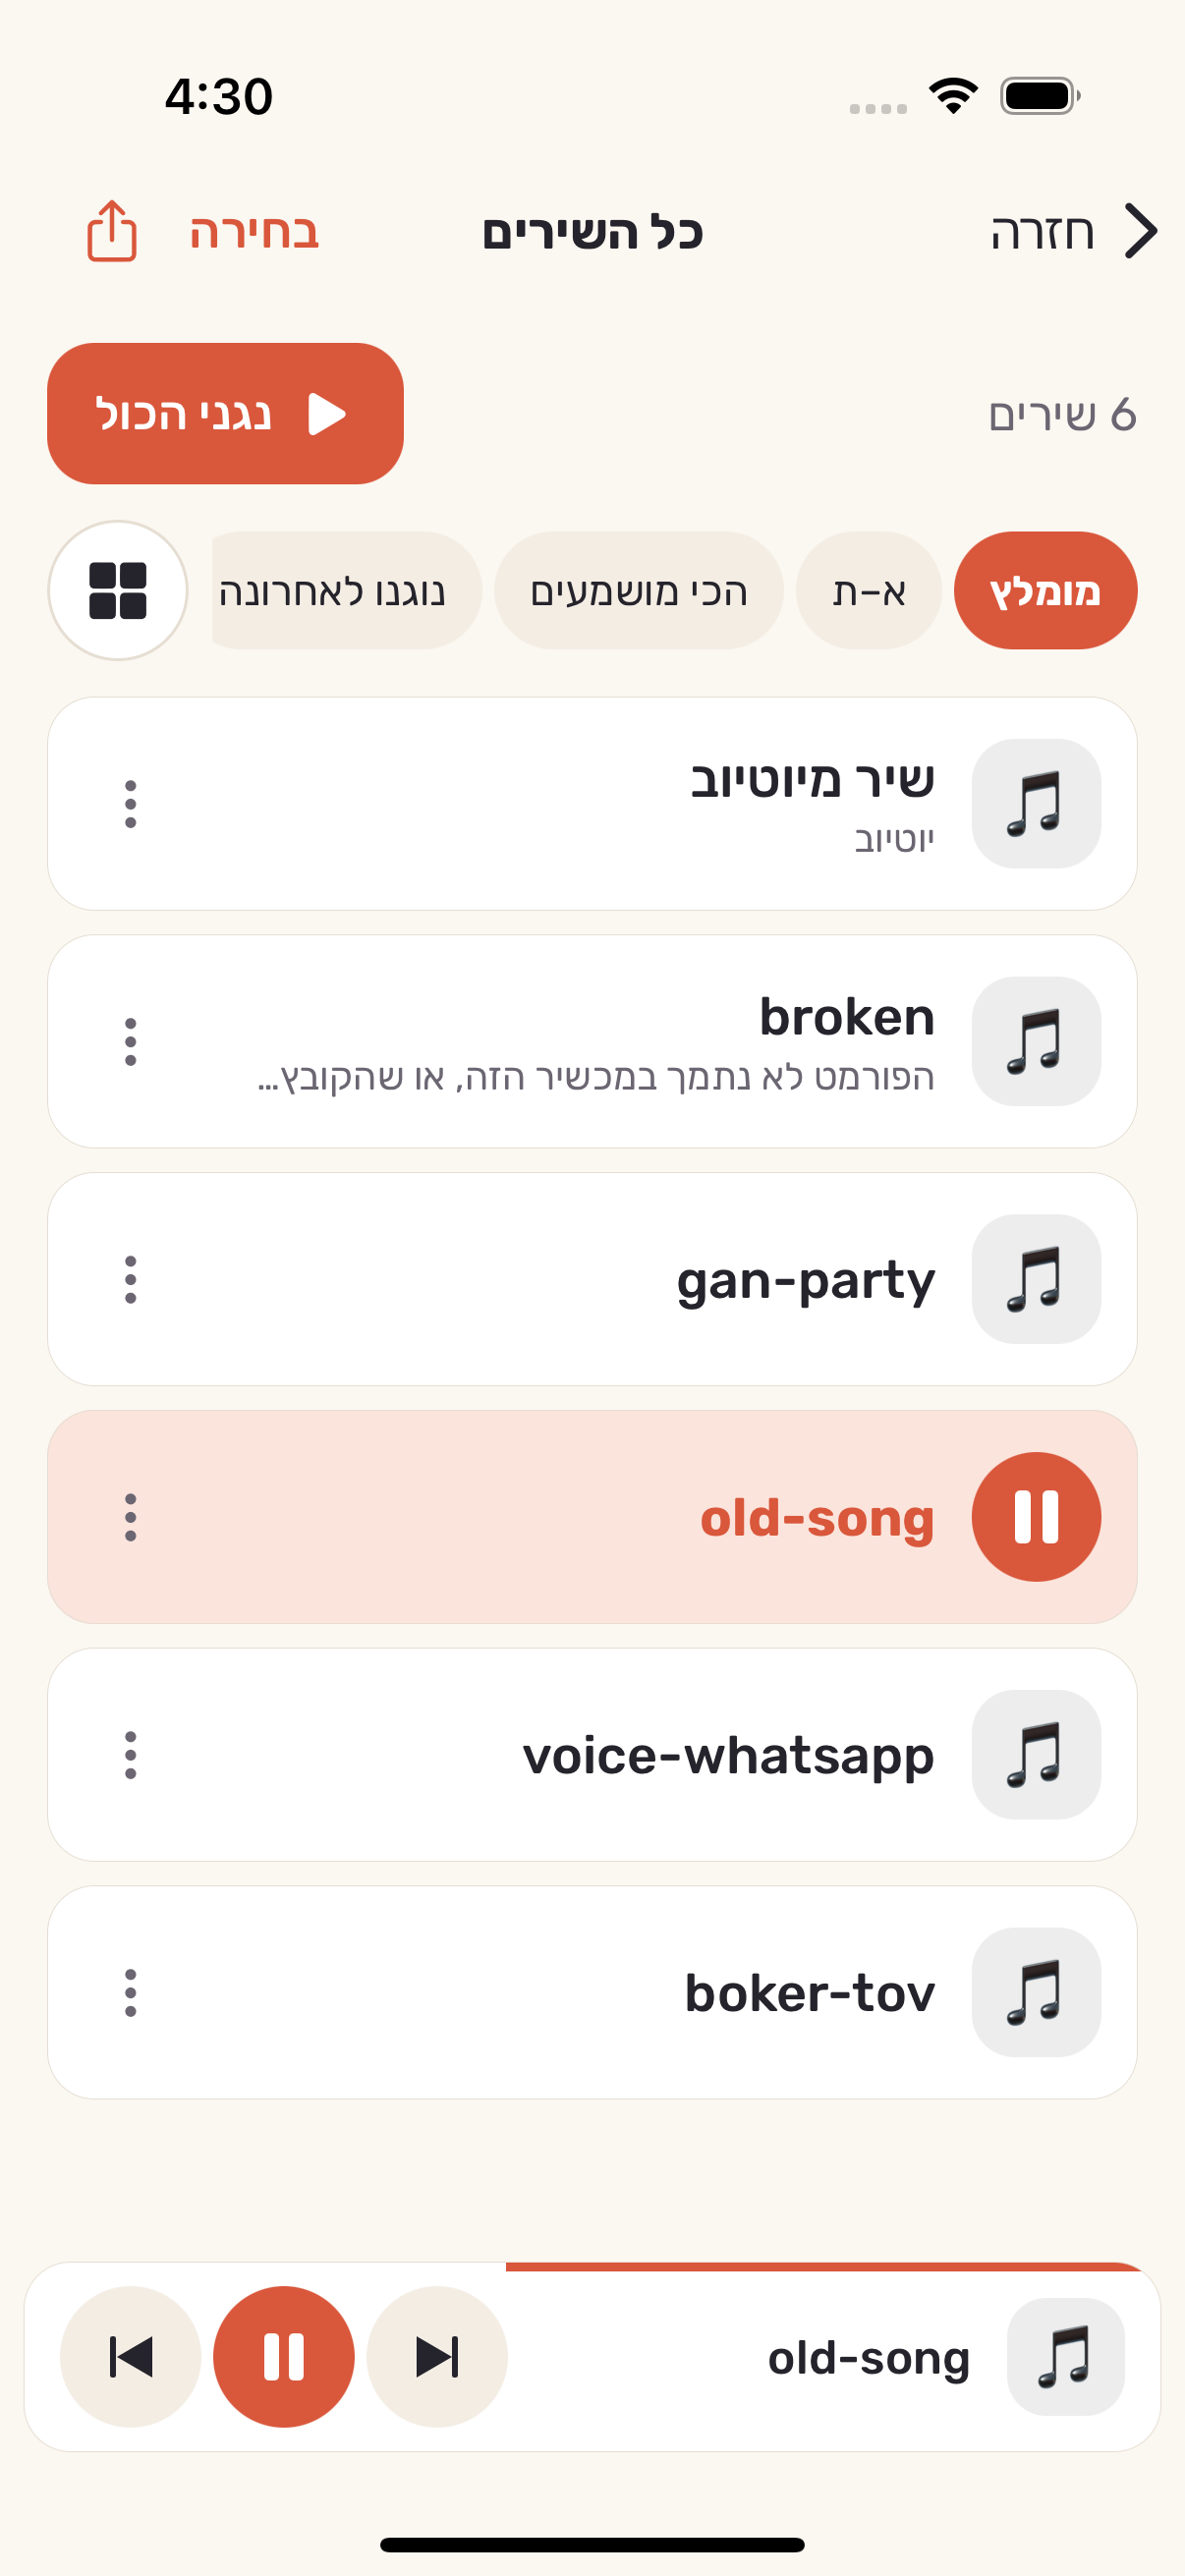 4:30
חזרה
כל השירים
בחירה
6 שירים
נגני הכול
מומלץ
א-ת
הכי מושמעים
נוגנו לאחרונה
שיר מיוטיוב
יוטיוב
broken
הפורמט לא נתמך במכשיר הזה, או שהקובץ...
gan-party
old-song
voice-whatsapp
boker-tov
old-song